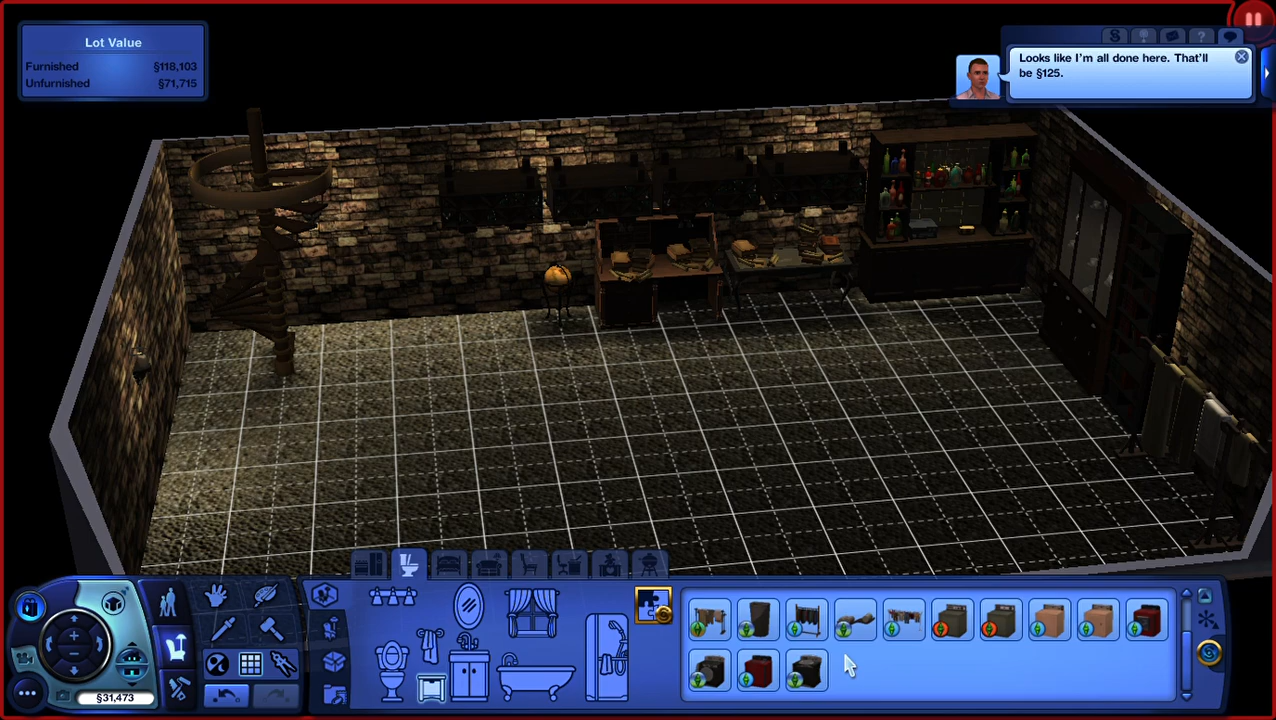 Lot Value
Furnished §118,103
Unfurnished §71,715
Looks like I'm all done here. That'll
be §125.
§31,473